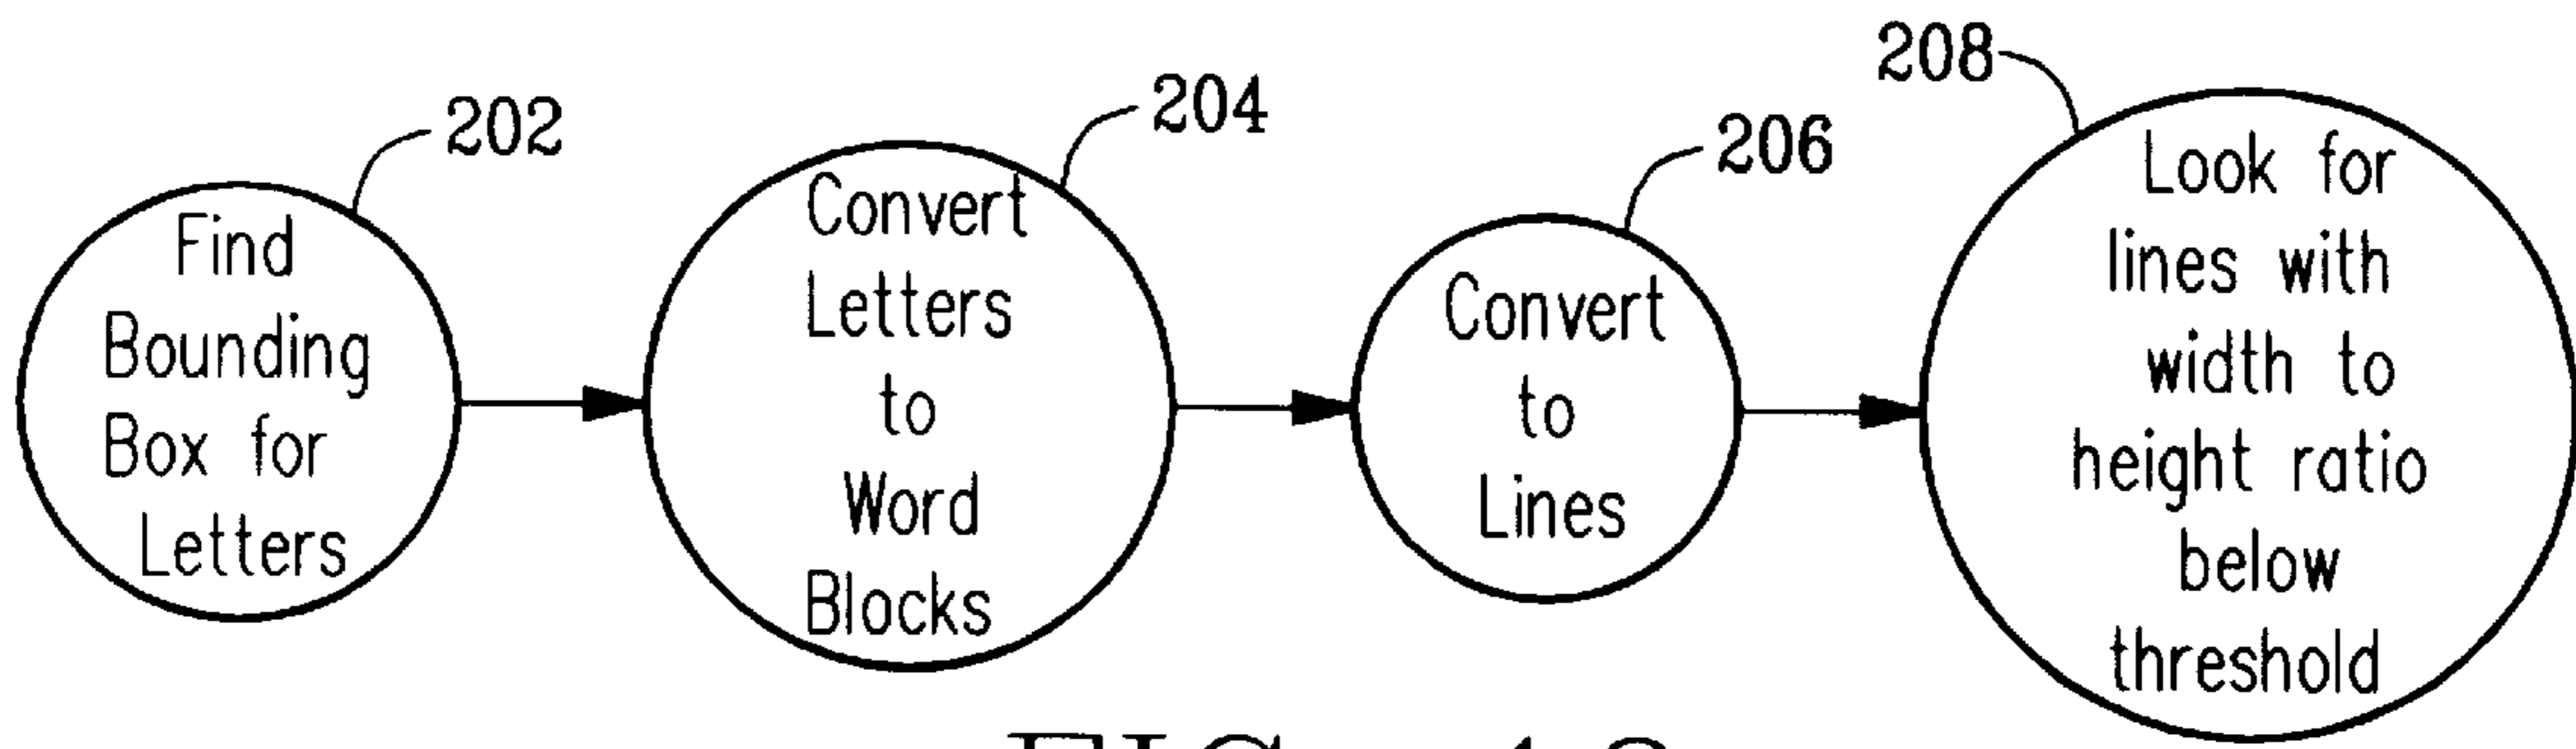 202
Find
Bounding
Box for
Letters
204
Convert
Letters
to
Word
Blocks
206
Convert
to
Lines
208
Look for
lines with
width to
height ratio
below
threshold